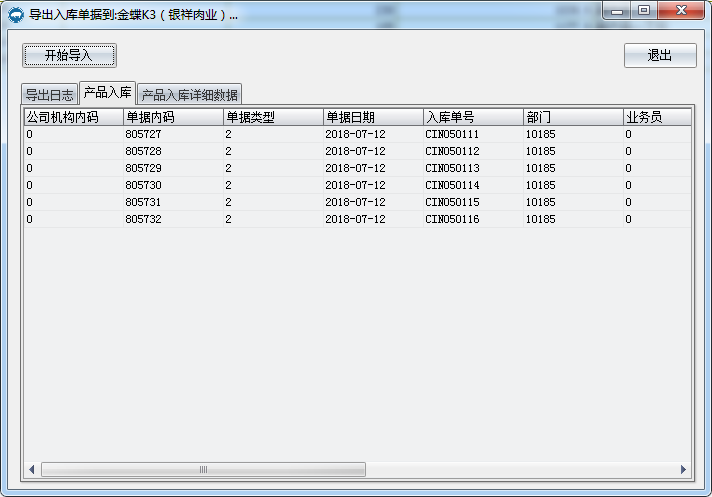 导出入库单据到:金蝶K3（银祥肉业）...
开始导入 退出
导出日志 产品入库 产品入库详细数据
公司机构内码 单据内码 单据类型 单据日期 入库单号 部门 业务员
0 805727 2 2018-07-12 CIN050111 10185 0
0 805728 2 2018-07-12 CIN050112 10185 0
0 805729 2 2018-07-12 CIN050113 10185 0
0 805730 2 2018-07-12 CIN050114 10185 0
0 805731 2 2018-07-12 CIN050115 10185 0
0 805732 2 2018-07-12 CIN050116 10185 0